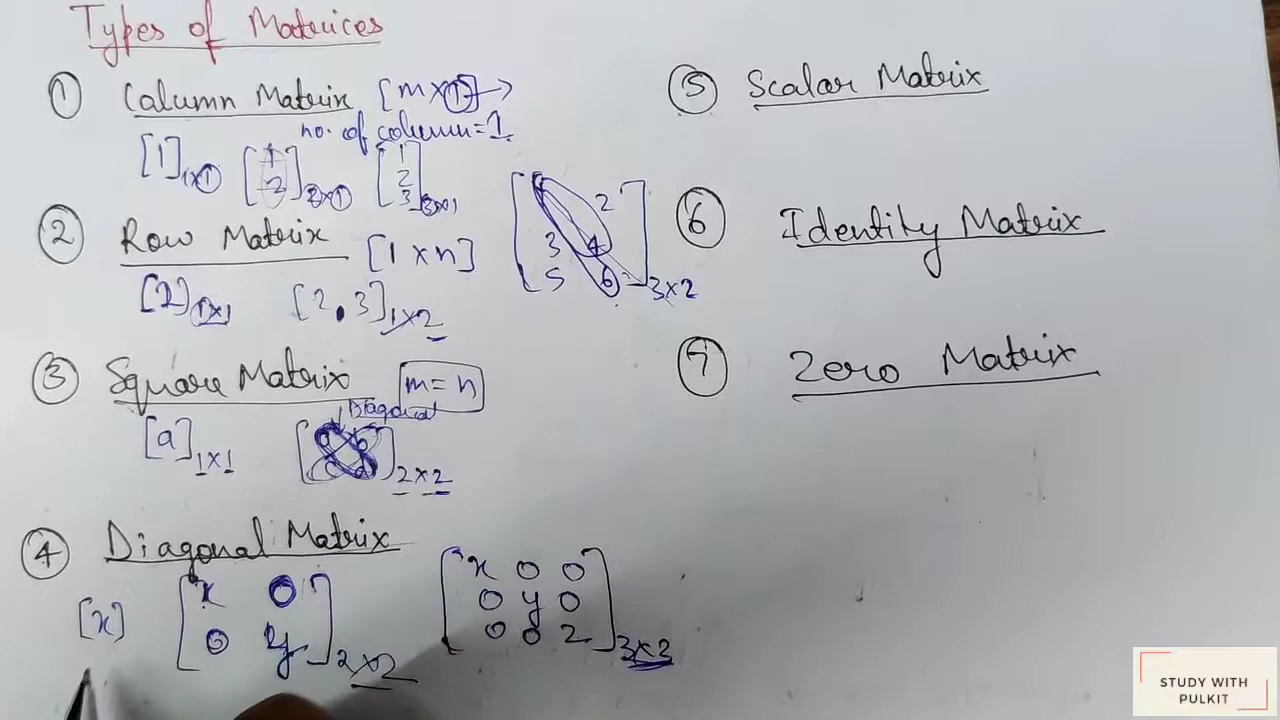 Types of Matrices
① Column Matrix [m×1]→
no. of column=1.
[1]1×1 [1 2]2×1 [1 2 3]3×1
② Row Matrix [1×n]
[2]1×1 [2, 3]1×2
2
3 4
5 6 3×2
③ Square Matrix m=n
Diagonal
[a]1×1 2×2
④ Diagonal Matrix
[x]
x 0
0 y 2×2
x 0 0
0 y 0
0 0 z 3×3
⑤ Scalar Matrix
⑥ Identity Matrix
⑦ Zero Matrix
STUDY WITH
PULKIT